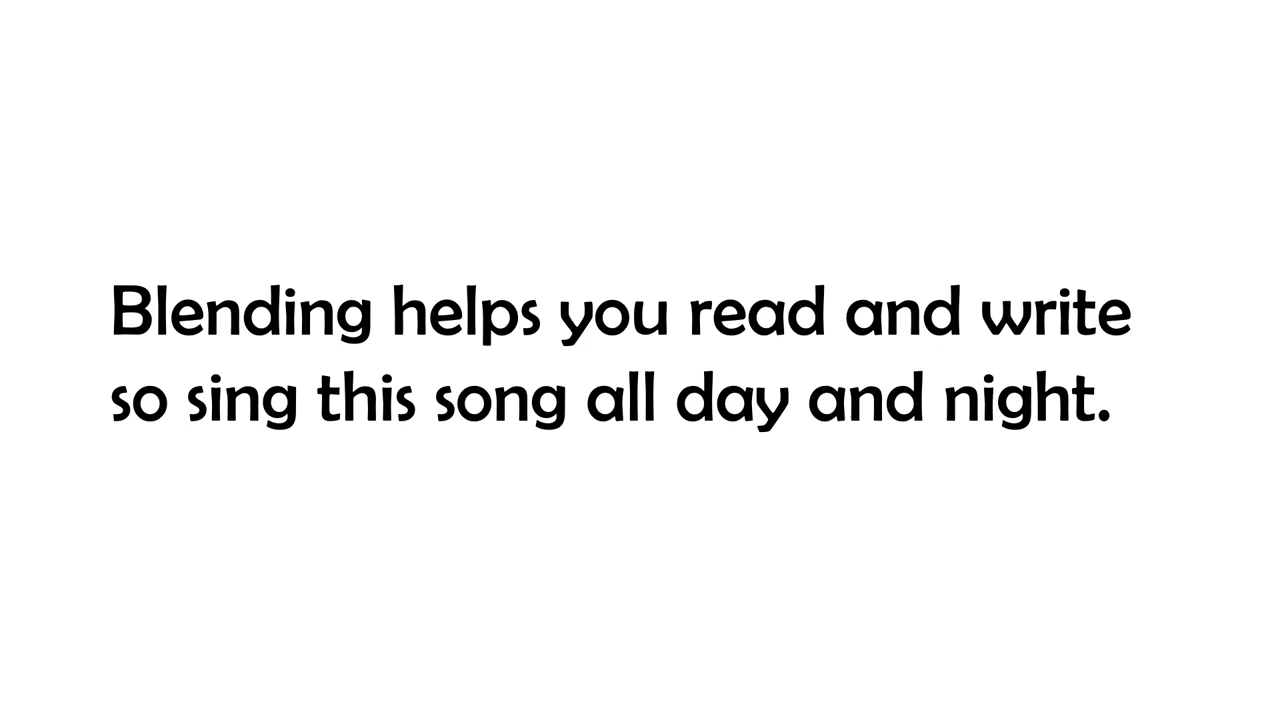 Blending helps you read and write
so sing this song all day and night.